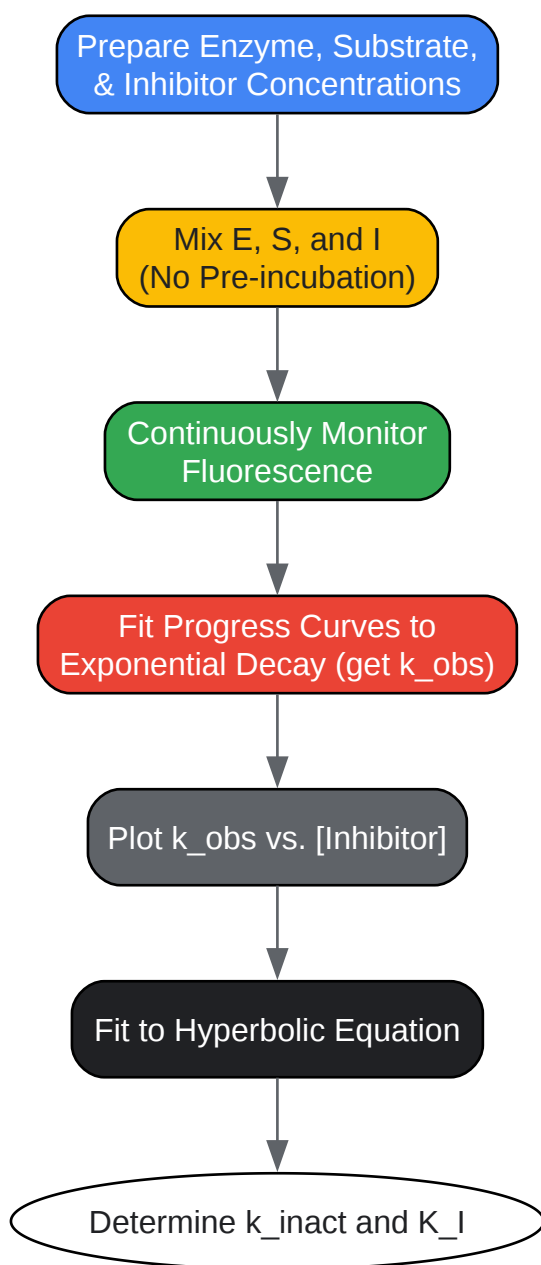 Prepare Enzyme, Substrate,
& Inhibitor Concentrations
Mix E, S, and I
(No Pre-incubation)
Continuously Monitor
Fluorescence
Fit Progress Curves to
Exponential Decay (get k_obs)
Plot k_obs vs. [Inhibitor]
Fit to Hyperbolic Equation
Determine k_inact and K_I